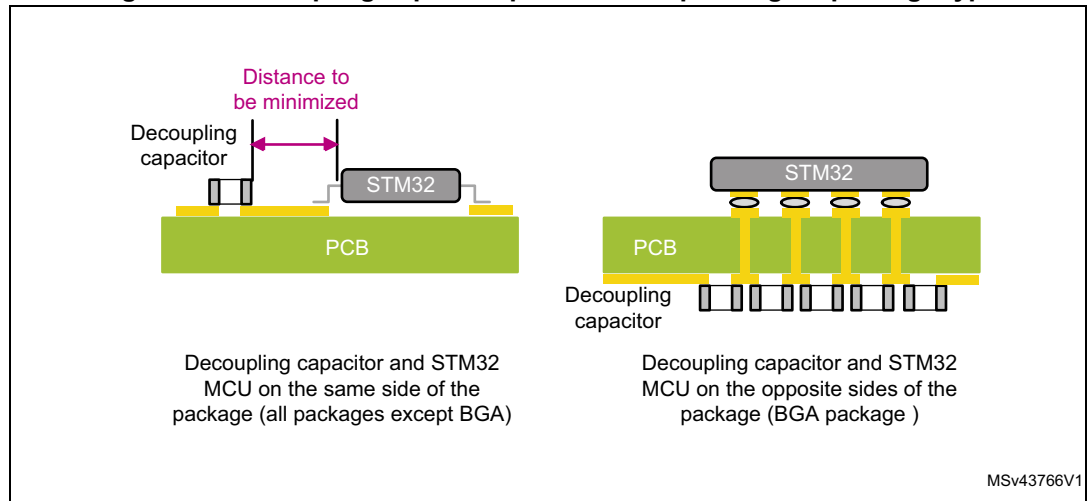 Distance to
be minimized
Decoupling
capacitor
STM32
PCB
Decoupling capacitor and STM32
MCU on the same side of the
package (all packages except BGA)
STM32
PCB
Decoupling
capacitor
Decoupling capacitor and STM32
MCU on the opposite sides of the
package (BGA package )
MSv43766V1